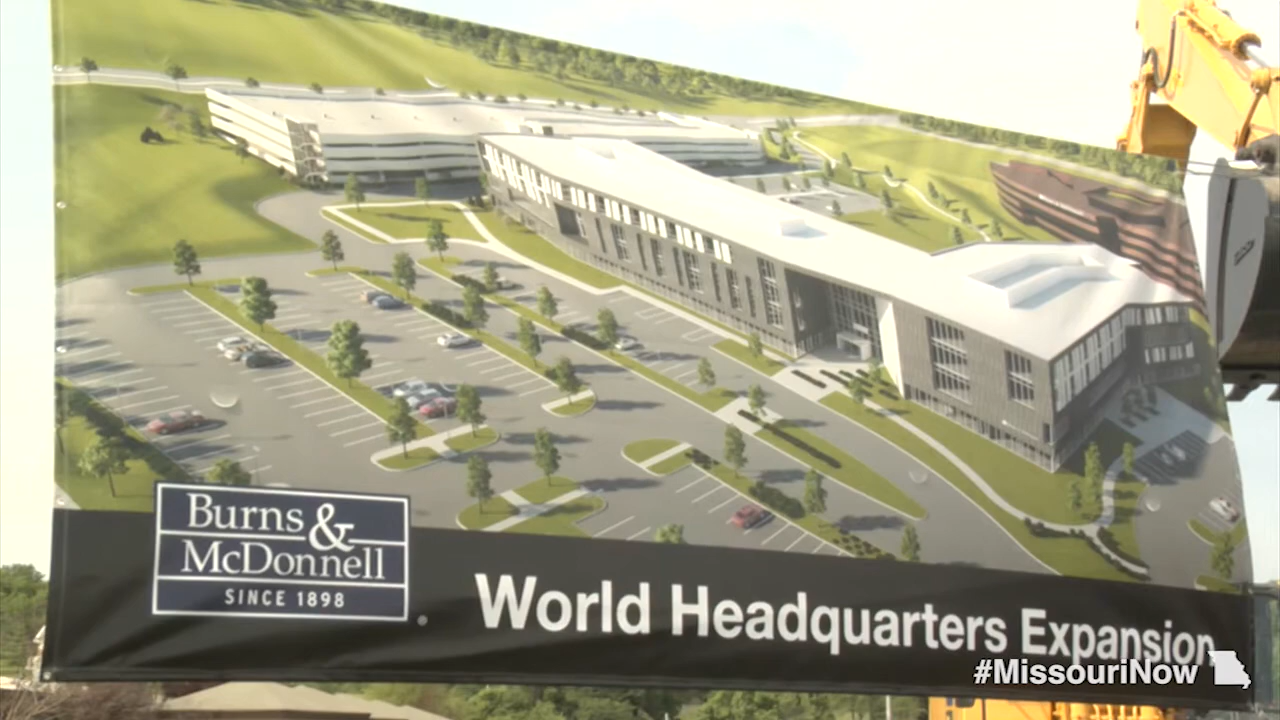 Burns &
McDonnell
SINCE 1898
World Headquarters Expansion
#MissouriNow